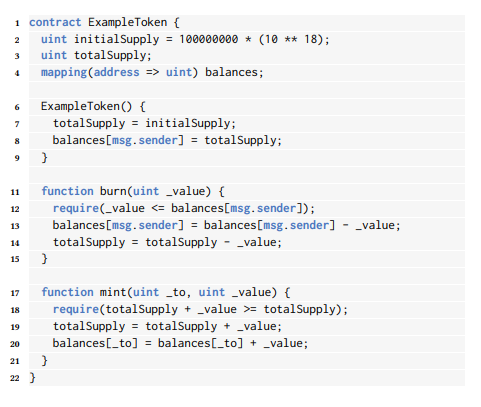 1 contract ExampleToken {
2 uint initialSupply = 100000000 * (10 ** 18);
3 uint totalSupply;
4 mapping(address => uint) balances;
6 ExampleToken() {
7 totalSupply = initialSupply;
8 balances[msg.sender] = totalSupply;
9 }
11 function burn(uint _value) {
12 require(_value <= balances[msg.sender]);
13 balances[msg.sender] = balances[msg.sender] - _value;
14 totalSupply = totalSupply - _value;
15 }
17 function mint(uint _to, uint _value) {
18 require(totalSupply + _value >= totalSupply);
19 totalSupply = totalSupply + _value;
20 balances[_to] = balances[_to] + _value;
21 }
22 }